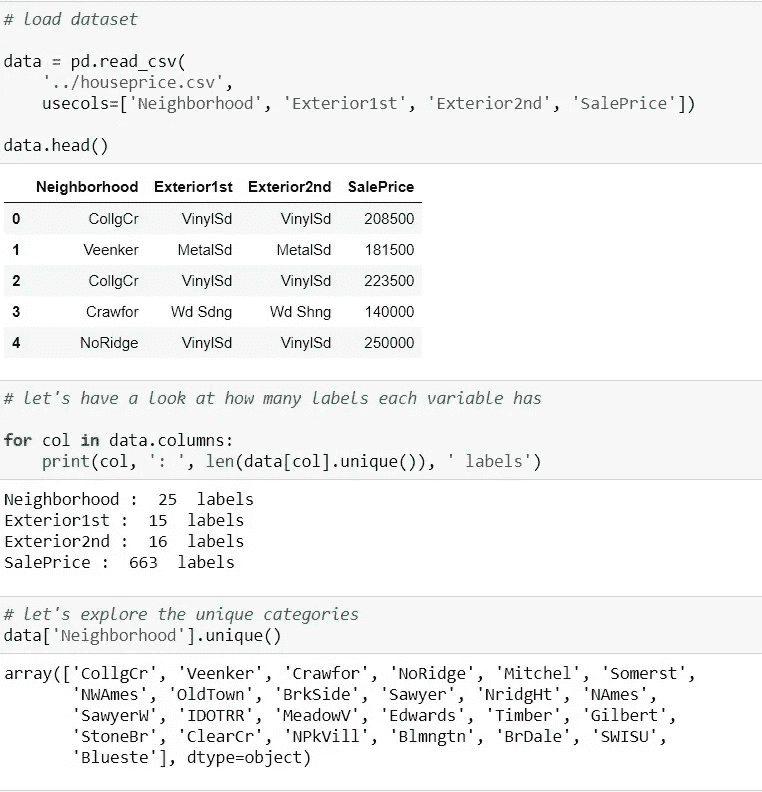 # load dataset
data = pd.read_csv(
    '../houseprice.csv',
    usecols=['Neighborhood', 'Exterior1st', 'Exterior2nd', 'SalePrice'])
data.head()
Neighborhood Exterior1st Exterior2nd SalePrice
0 CollgCr VinylSd VinylSd 208500
1 Veenker MetalSd MetalSd 181500
2 CollgCr VinylSd VinylSd 223500
3 Crawfor Wd Sdng Wd Shng 140000
4 NoRidge VinylSd VinylSd 250000
# let's have a look at how many labels each variable has
for col in data.columns:
    print(col, ': ', len(data[col].unique()), ' labels')
Neighborhood :  25  labels
Exterior1st :  15  labels
Exterior2nd :  16  labels
SalePrice :  663  labels
# let's explore the unique categories
data['Neighborhood'].unique()
array(['CollgCr', 'Veenker', 'Crawfor', 'NoRidge', 'Mitchel', 'Somerst',
       'NWAmes', 'OldTown', 'BrkSide', 'Sawyer', 'NridgHt', 'NAmes',
       'SawyerW', 'IDOTRR', 'MeadowV', 'Edwards', 'Timber', 'Gilbert',
       'StoneBr', 'ClearCr', 'NPkVill', 'Blmngtn', 'BrDale', 'SWISU',
       'Blueste'], dtype=object)